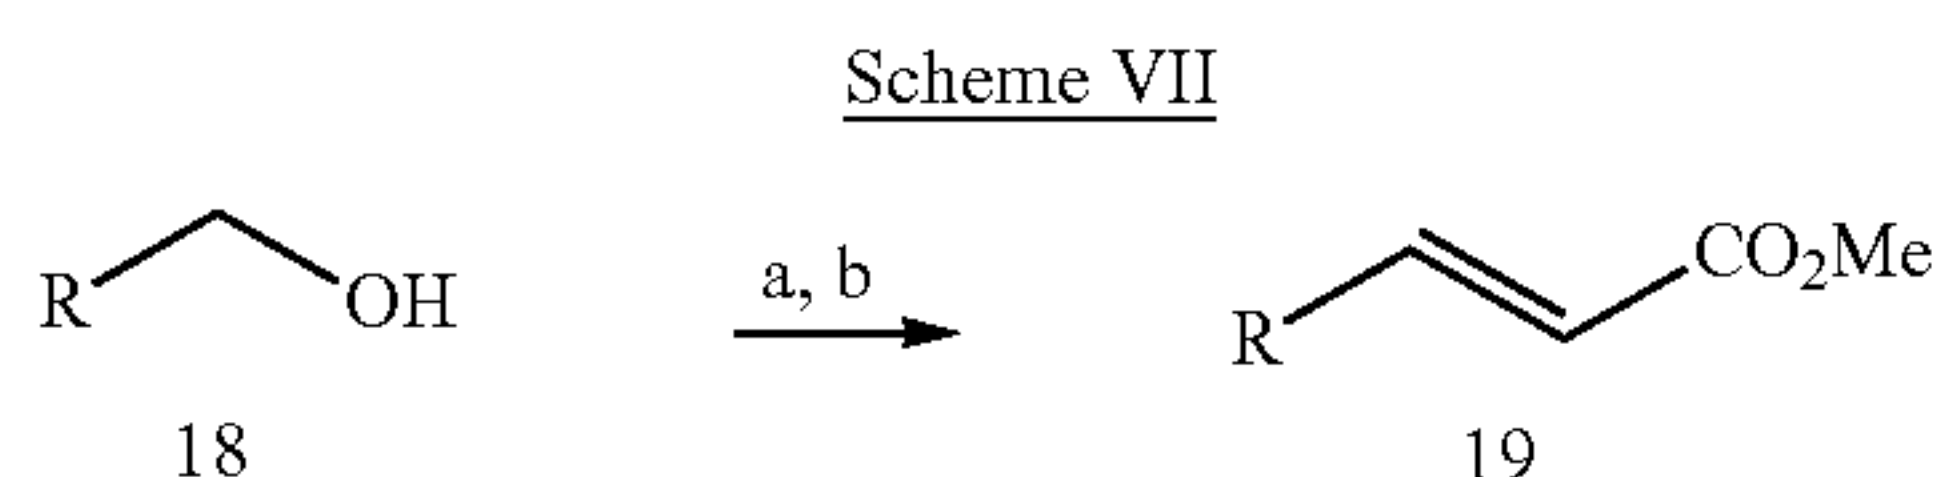 Scheme VII
R OH a, b R CO₂Me
18 19